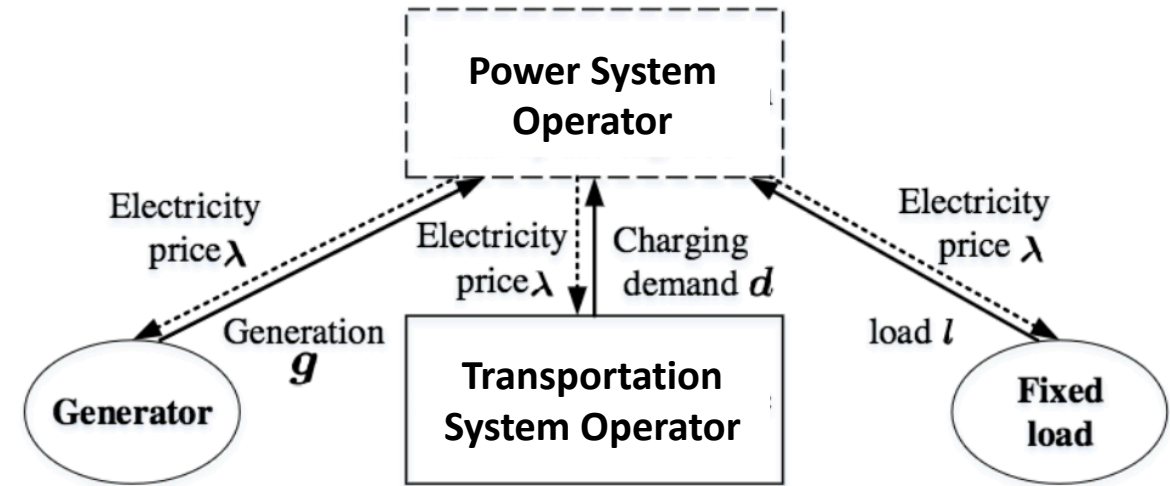 Power System
Operator
Electricity
price λ
Electricity
price λ
Charging
demand d
Electricity
price λ
Generation
g
load l
Generator
Transportation
System Operator
Fixed
load